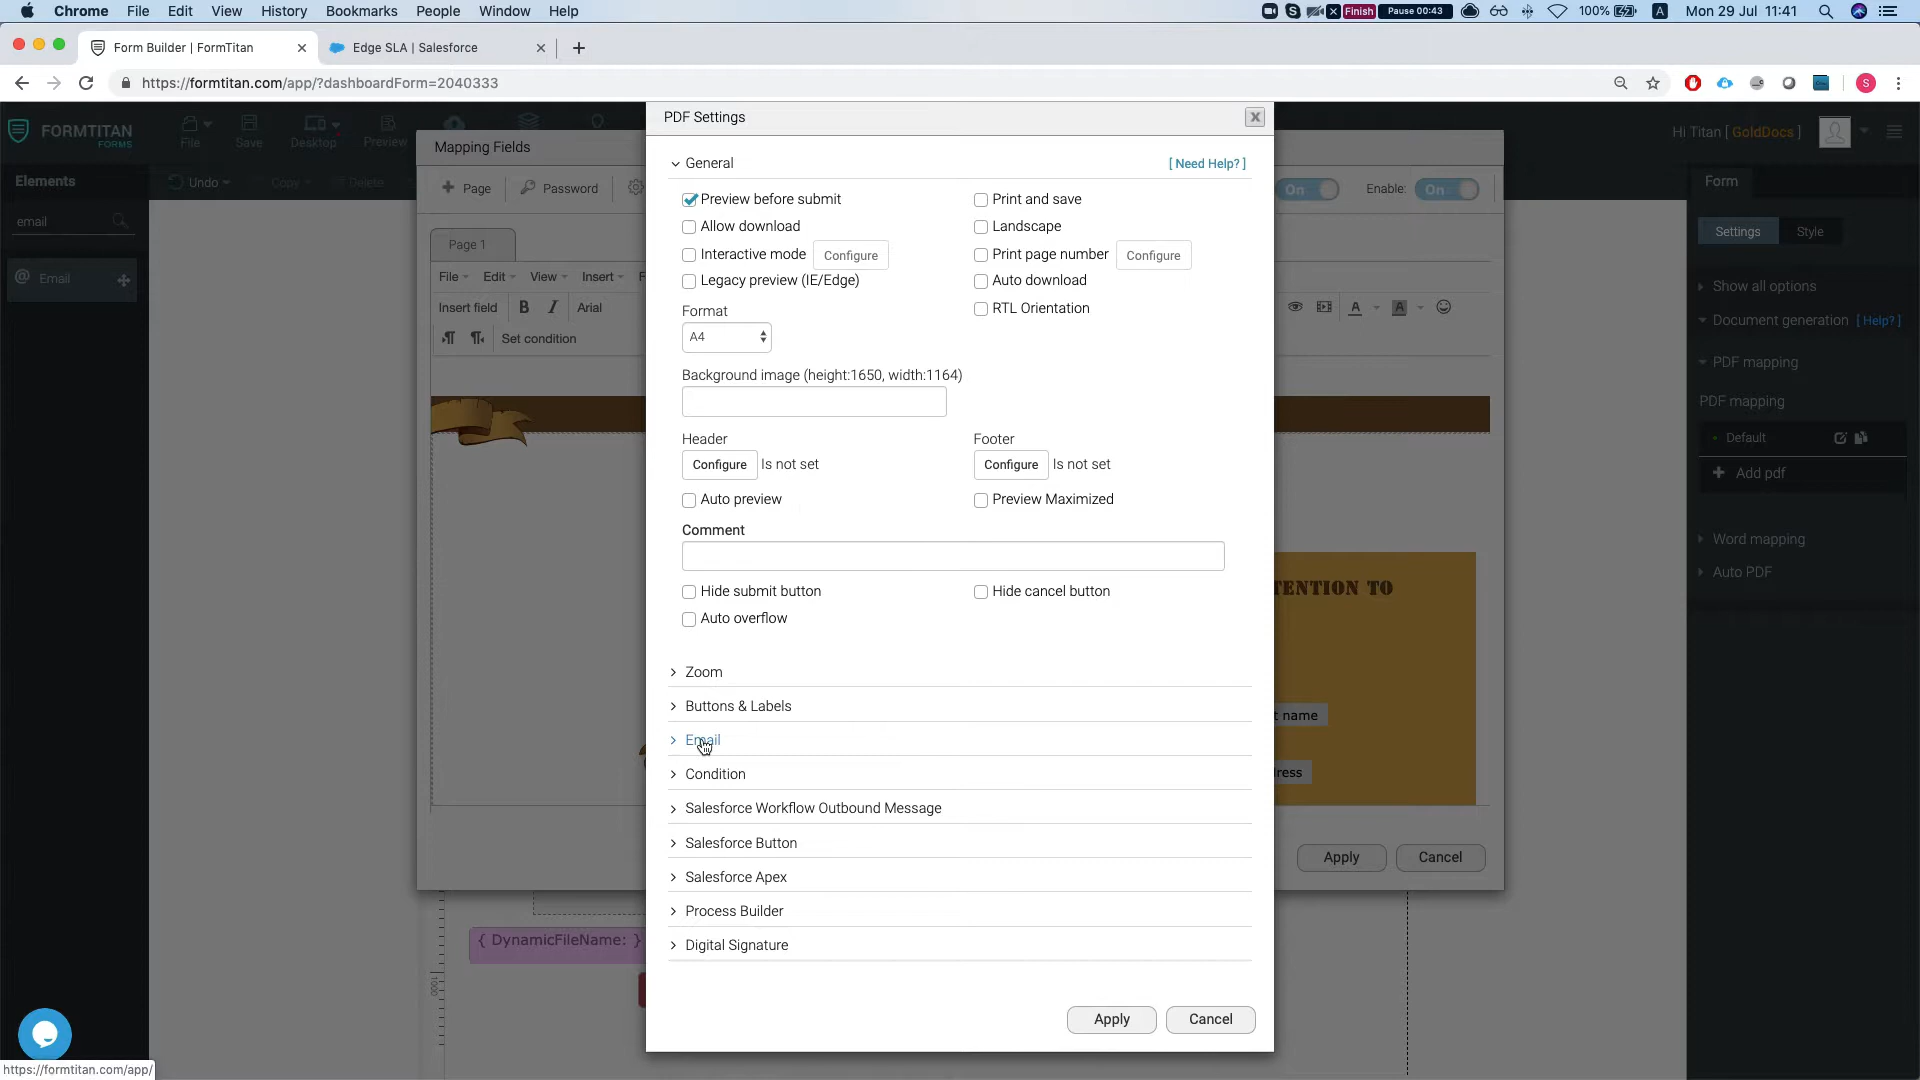 Chrome File Edit View History Bookmarks People Window Help
Finish Pause 00:43 100% A Mon 29 Jul 11:41
Form Builder | FormTitan
Edge SLA | Salesforce
https://formtitan.com/app/?dashboardForm=2040333
S
FORMTITAN
FORMS
File Save Desktop Preview
Hi Titan [ GoldDocs ]
Elements
Undo Copy Delete
email
Email
Mapping Fields
Page Password
On Enable: On
Page 1
File Edit View Insert F
Insert field B I Arial
A A
Set condition
TENTION TO
t name
dress
Apply Cancel
{ DynamicFileName: }
1000
PDF Settings
X
General
[ Need Help? ]
Preview before submit
Print and save
Allow download
Landscape
Interactive mode Configure
Print page number Configure
Legacy preview (IE/Edge)
Auto download
Format
RTL Orientation
A4
Background image (height:1650, width:1164)
Header
Footer
Configure Is not set
Configure Is not set
Auto preview
Preview Maximized
Comment
Hide submit button
Hide cancel button
Auto overflow
Zoom
Buttons & Labels
Email
Condition
Salesforce Workflow Outbound Message
Salesforce Button
Salesforce Apex
Process Builder
Digital Signature
Apply Cancel
Form
Settings Style
Show all options
Document generation [ Help? ]
PDF mapping
PDF mapping
Default
Add pdf
Word mapping
Auto PDF
https://formtitan.com/app/